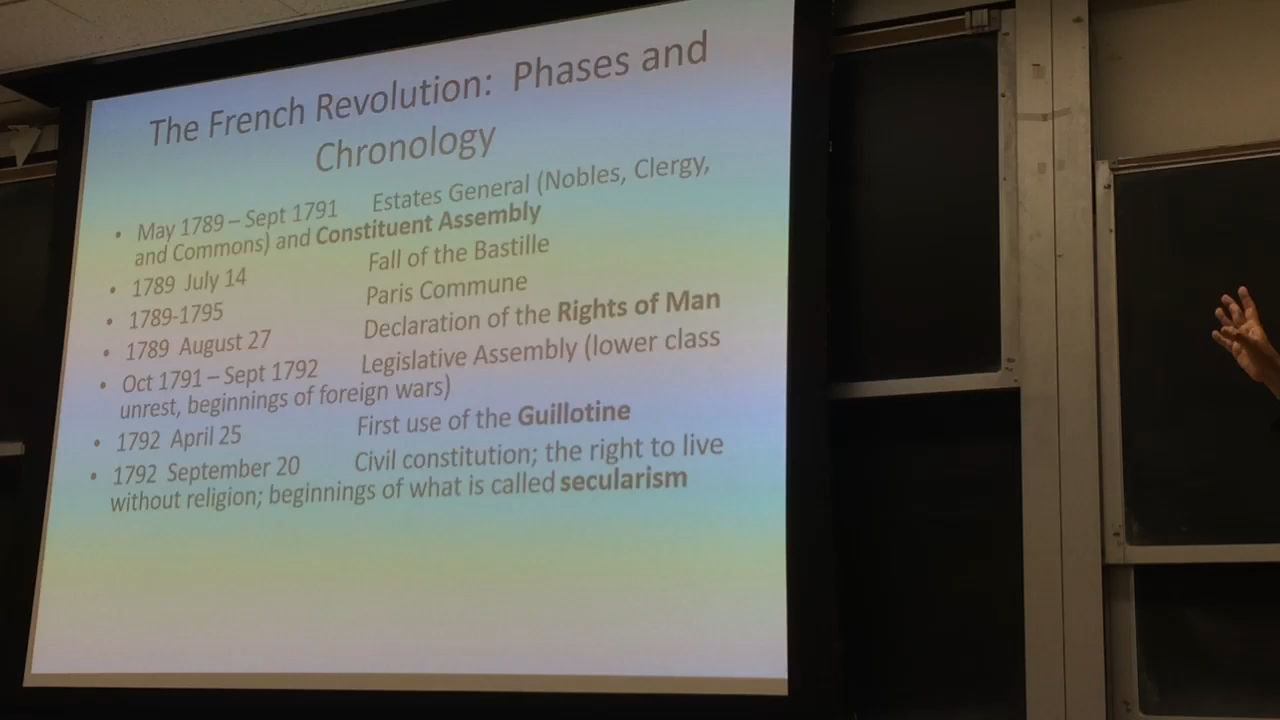 The French Revolution: Phases and
Chronology
• May 1789 – Sept 1791 Estates General (Nobles, Clergy,
and Commons) and Constituent Assembly
• 1789 July 14 Fall of the Bastille
• 1789-1795 Paris Commune
• 1789 August 27 Declaration of the Rights of Man
• Oct 1791 – Sept 1792 Legislative Assembly (lower class
unrest, beginnings of foreign wars)
• 1792 April 25 First use of the Guillotine
• 1792 September 20 Civil constitution; the right to live
without religion; beginnings of what is called secularism